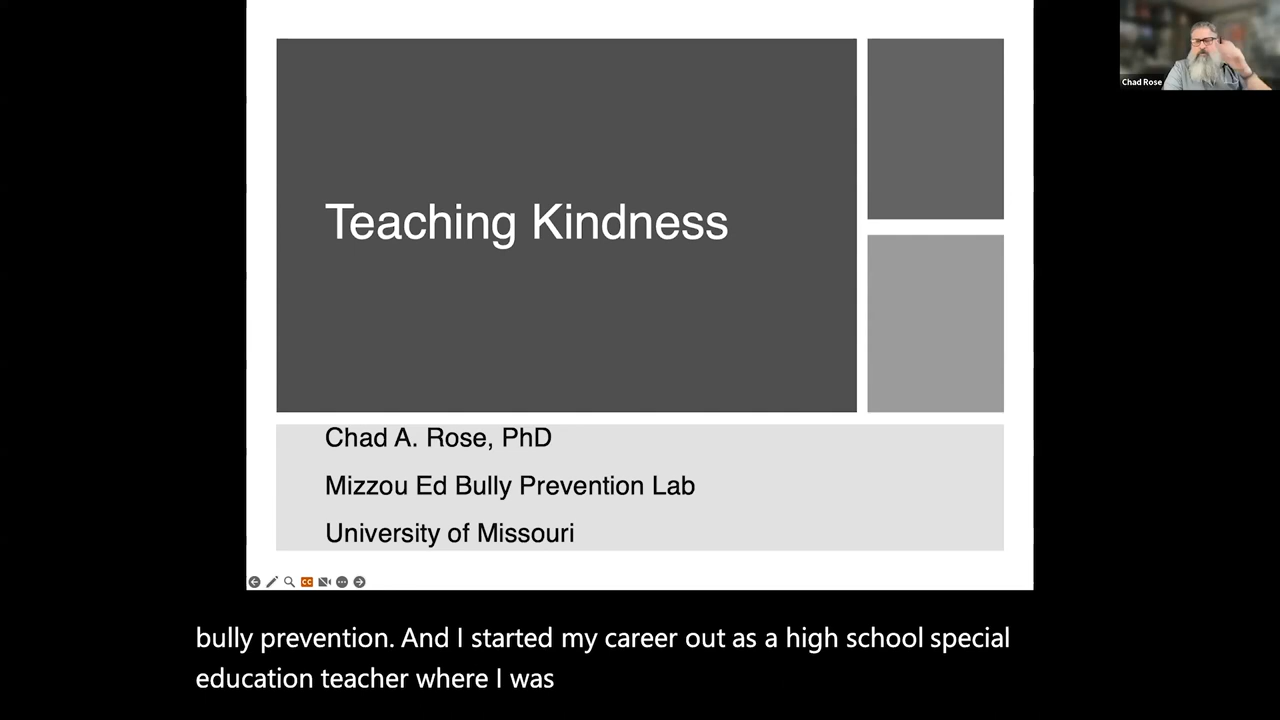 Chad Rose
Teaching Kindness
Chad A. Rose, PhD
Mizzou Ed Bully Prevention Lab
University of Missouri
CC
bully prevention. And I started my career out as a high school special
education teacher where I was